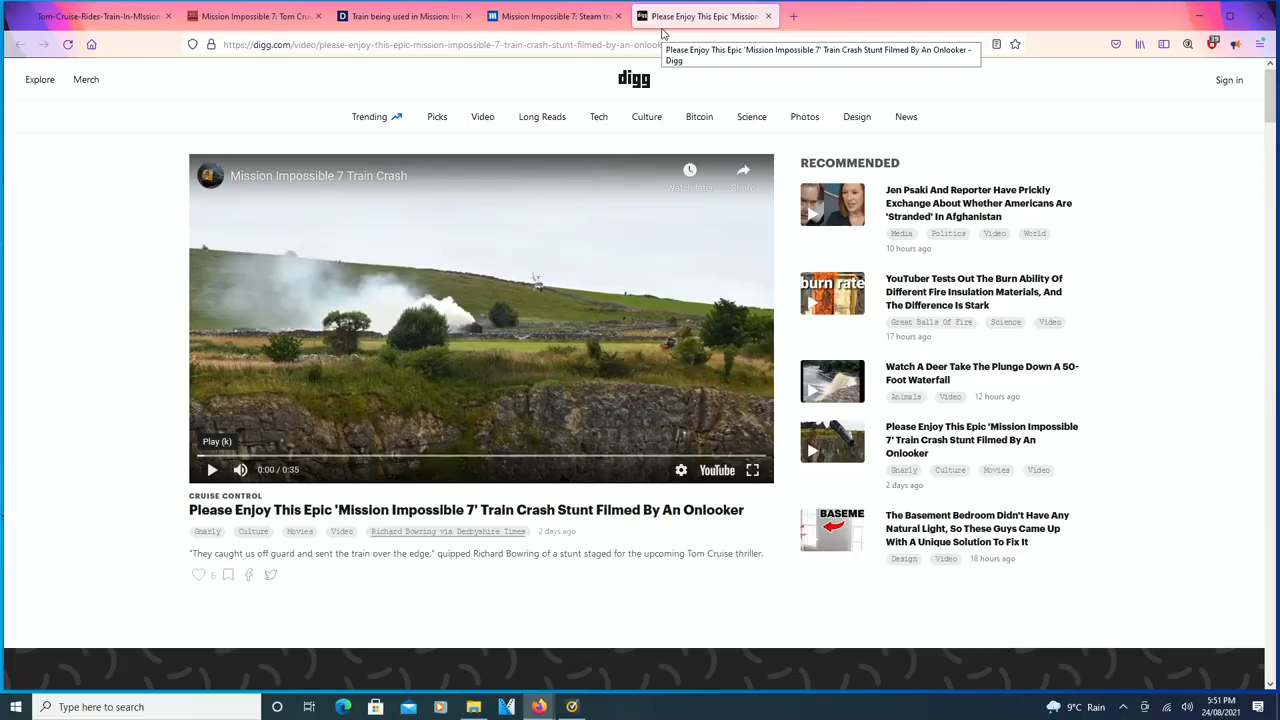 Tom-Cruise-Rides-Train-In-Mission
Mission Impossible 7: Tom Cruis
Train being used in Mission: Im
Mission Impossible 7: Steam tra
Please Enjoy This Epic 'Mission
https://digg.com/video/please-enjoy-this-epic-mission-impossible-7-train-crash-stunt-filmed-by-an-onloo
Please Enjoy This Epic 'Mission Impossible 7' Train Crash Stunt Filmed By An Onlooker -
Digg
Explore
Merch
digg
Sign in
Trending
Picks
Video
Long Reads
Tech
Culture
Bitcoin
Science
Photos
Design
News
Mission Impossible 7 Train Crash
Watch later
Share
Play (k)
0:00 / 0:35
YouTube
CRUISE CONTROL
Please Enjoy This Epic 'Mission Impossible 7' Train Crash Stunt Filmed By An Onlooker
Gnarly
Culture
Movies
Video
Richard Bowring via Derbyshire Times
2 days ago
"They caught us off guard and sent the train over the edge," quipped Richard Bowring of a stunt staged for the upcoming Tom Cruise thriller.
6
RECOMMENDED
Jen Psaki And Reporter Have Prickly
Exchange About Whether Americans Are
'Stranded' In Afghanistan
Media
Politics
Video
World
10 hours ago
burn rate
YouTuber Tests Out The Burn Ability Of
Different Fire Insulation Materials, And
The Difference Is Stark
Great Balls Of Fire
Science
Video
17 hours ago
Watch A Deer Take The Plunge Down A 50-
Foot Waterfall
Animals
Video
12 hours ago
Please Enjoy This Epic 'Mission Impossible
7' Train Crash Stunt Filmed By An
Onlooker
Gnarly
Culture
Movies
Video
2 days ago
BASEME
The Basement Bedroom Didn't Have Any
Natural Light, So These Guys Came Up
With A Unique Solution To Fix It
Design
Video
18 hours ago
Type here to search
9°C Rain
5:51 PM
24/08/2021